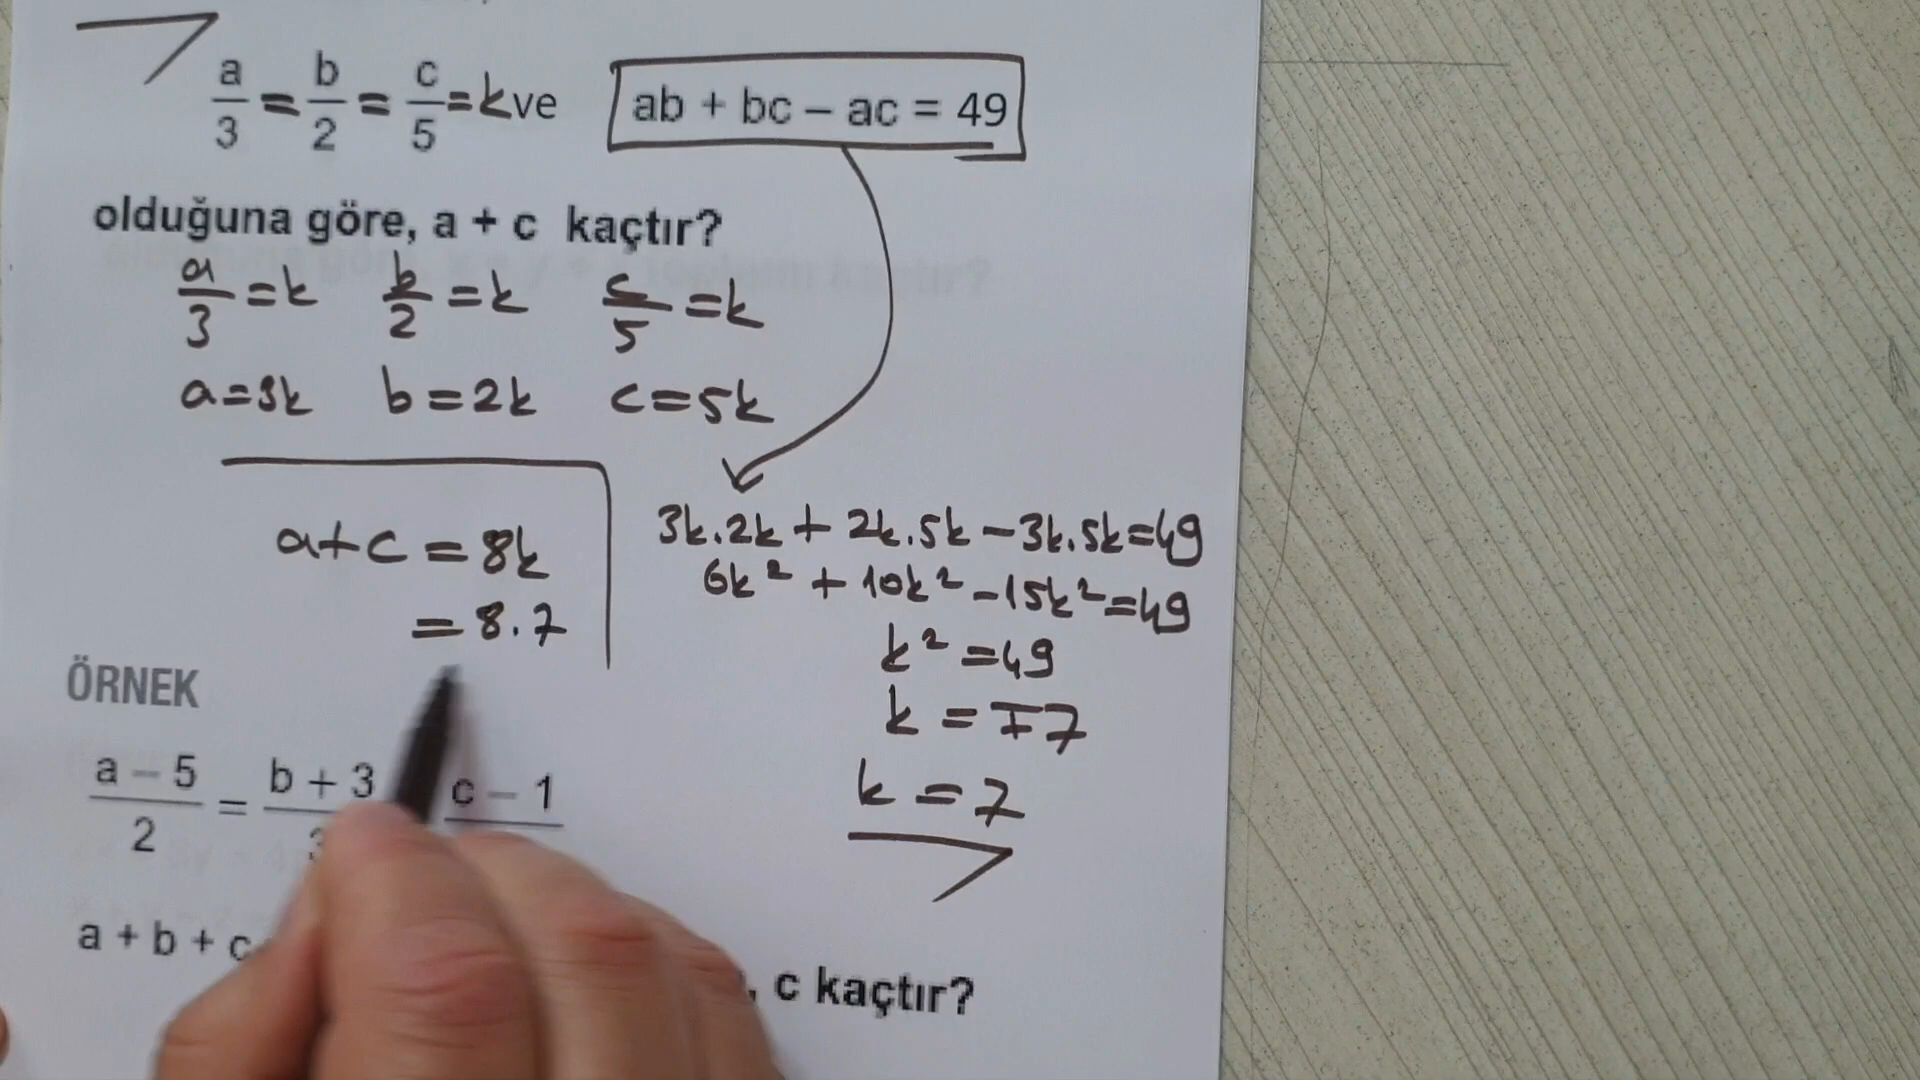 a/3 = b/2 = c/5 = k ve ab + bc – ac = 49
olduğuna göre, a + c kaçtır?
a/3 = k b/2 = k c/5 = k
a = 3k b = 2k c = 5k
a + c = 8k
= 8.7
3k.2k + 2k.5k – 3k.5k = 49
6k² + 10k² – 15k² = 49
k² = 49
k = ∓7
k = 7
ÖRNEK
a – 5/2 = b + 3/3 c – 1
a + b + c
, c kaçtır?